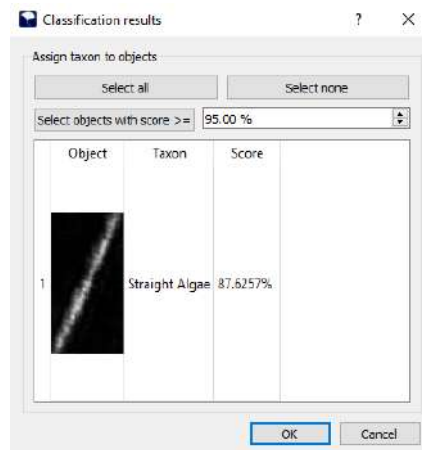 Classification results ? ×
Assign taxon to objects
Select all Select none
Select objects with score >= 95.00 %
Object Taxon Score
1 Straight Algae 87.6257%
OK Cancel